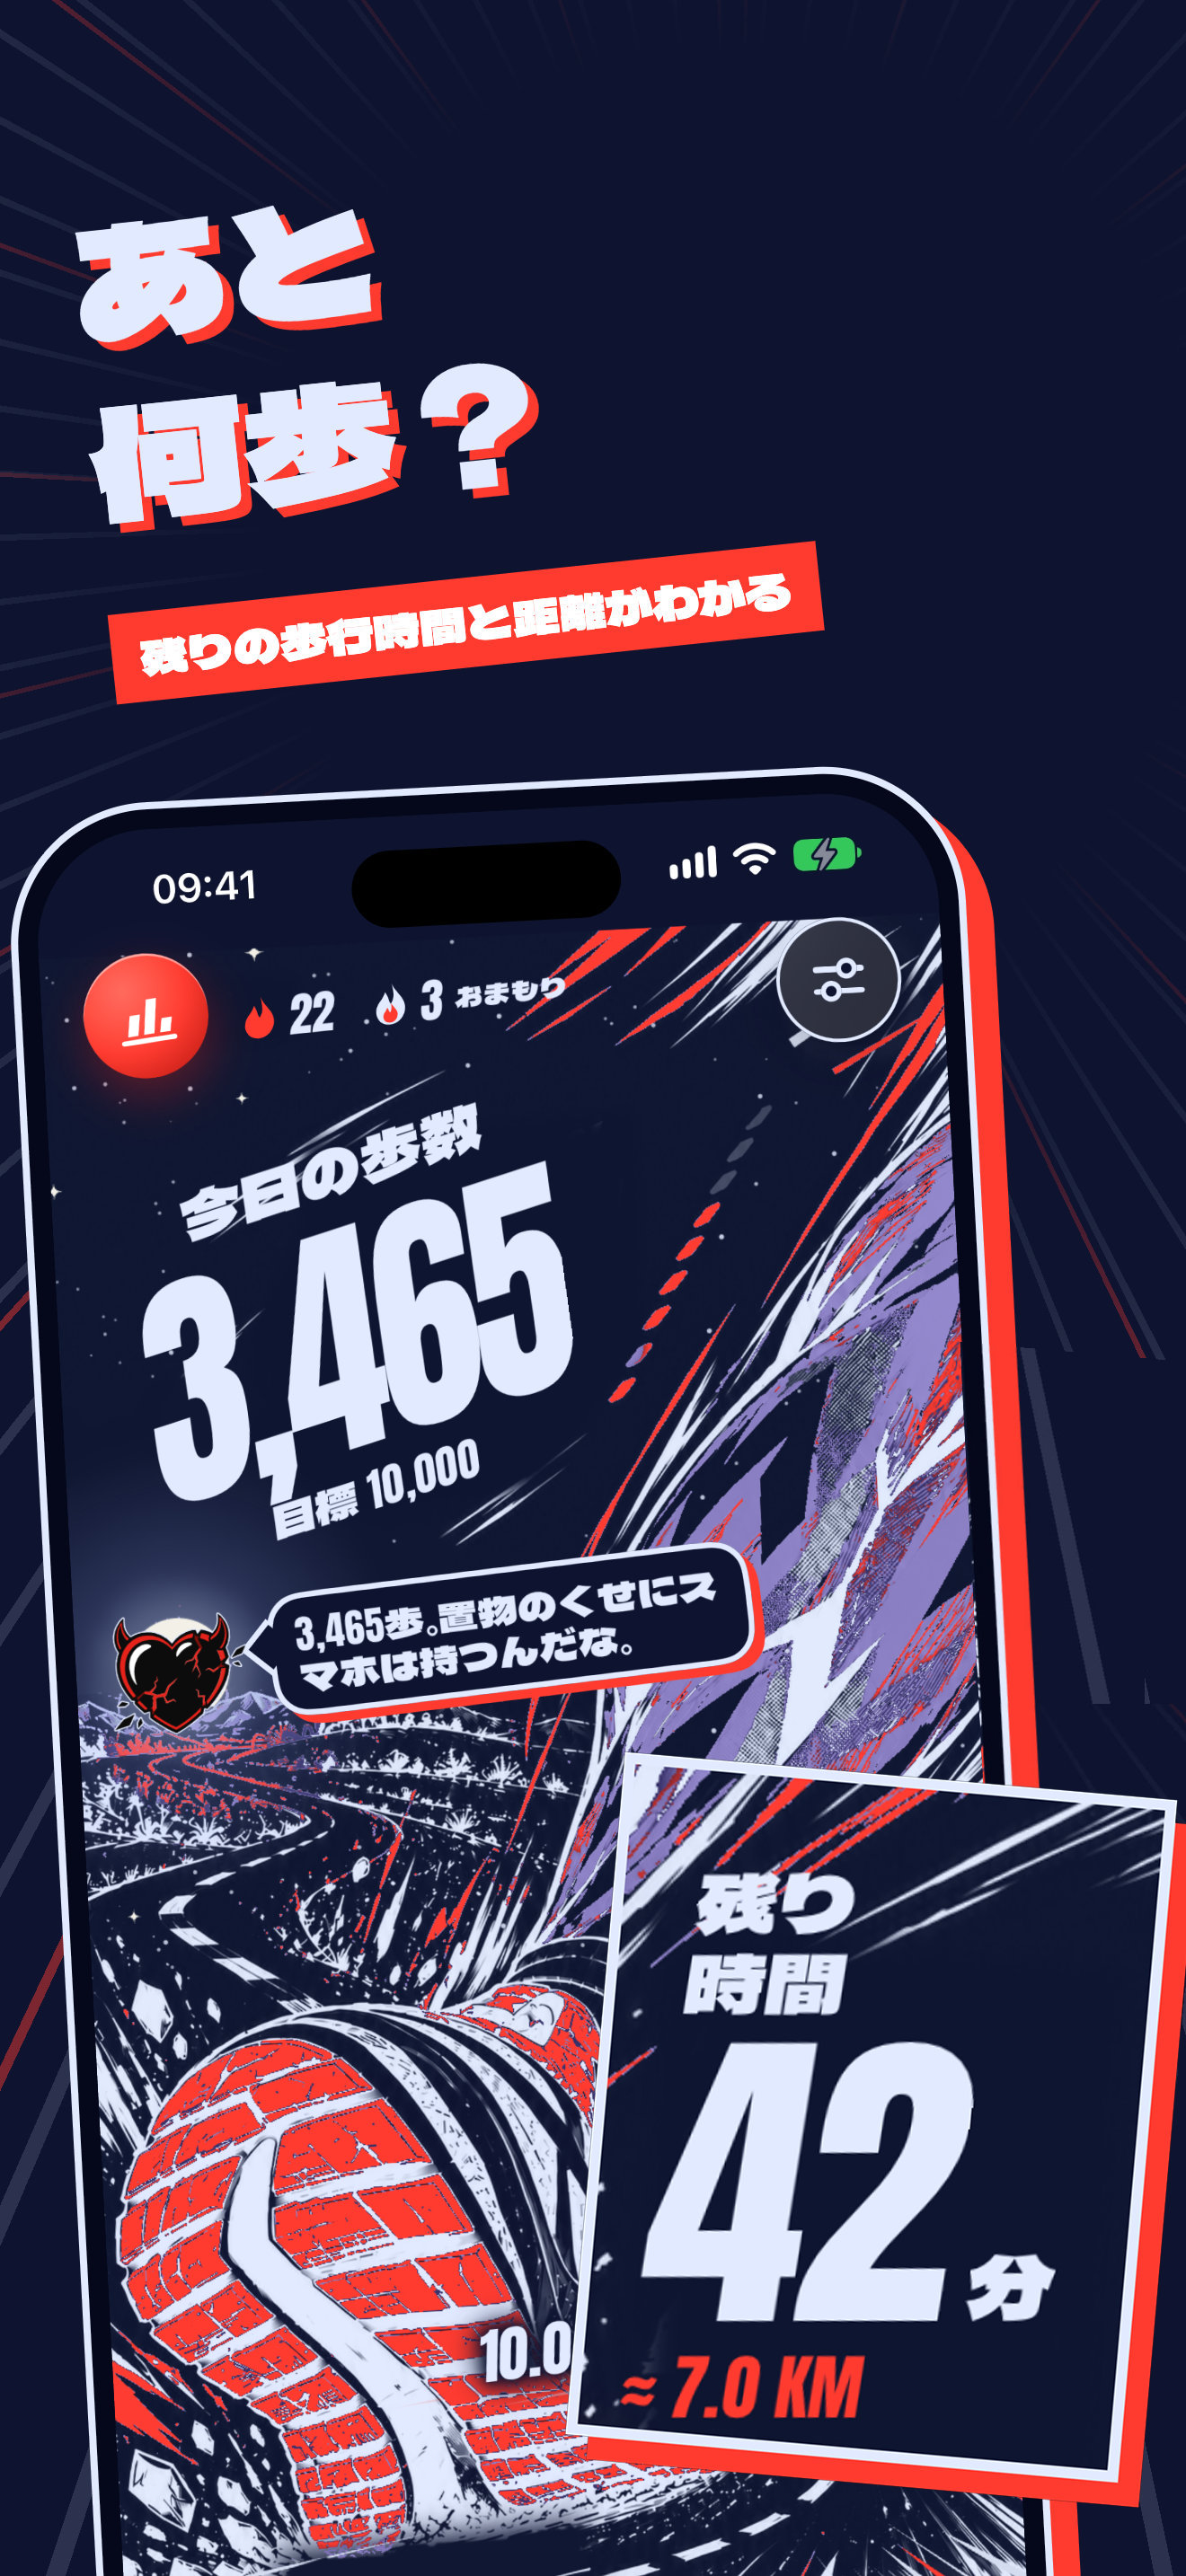 あと
何歩？
残りの歩行時間と距離がわかる
09:41
22 3 おまもり
今日の歩数
3,465
目標 10,000
3,465歩。置物のくせにス
マホは持つんだな。
残り
時間
42 分
≈ 7.0 KM
10.0